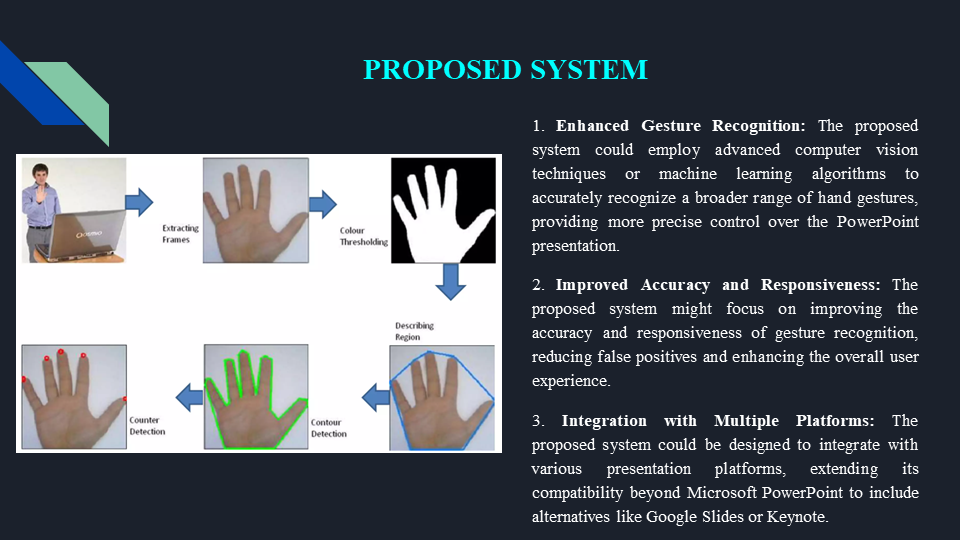 PROPOSED SYSTEM
Extracting
Frames
Colour
Thresholding
Describing
Region
Contour
Detection
Counter
Detection
1. Enhanced Gesture Recognition: The proposed
system could employ advanced computer vision
techniques or machine learning algorithms to
accurately recognize a broader range of hand gestures,
providing more precise control over the PowerPoint
presentation.
2. Improved Accuracy and Responsiveness: The
proposed system might focus on improving the
accuracy and responsiveness of gesture recognition,
reducing false positives and enhancing the overall user
experience.
3. Integration with Multiple Platforms: The
proposed system could be designed to integrate with
various presentation platforms, extending its
compatibility beyond Microsoft PowerPoint to include
alternatives like Google Slides or Keynote.